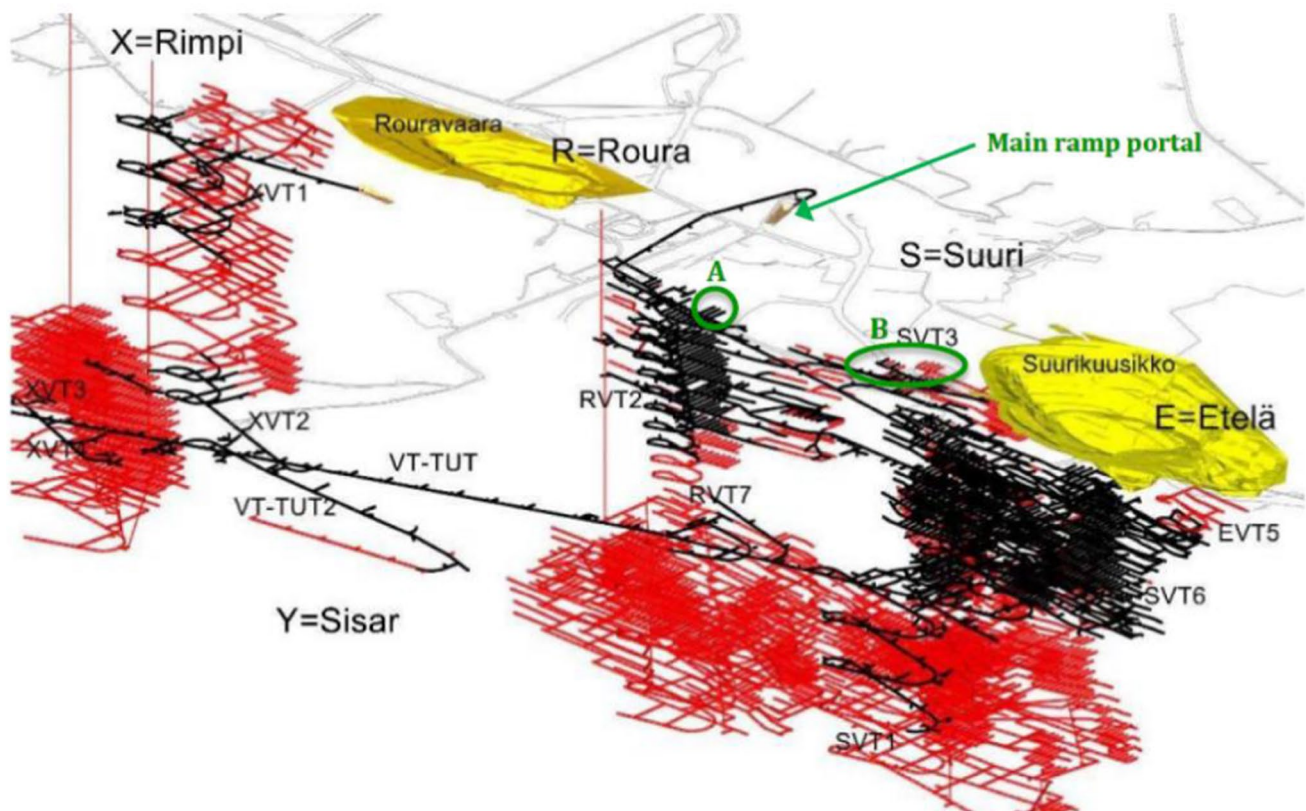 X=Rimpi
Rouravaara
R=Roura
Main ramp portal
XVT1
S=Suuri
A
B
SVT3
Suurikuusikko
E=Etelä
RVT2
XVT3
XVT2
VT-TUT
VT-TUT2
RVT7
EVT5
SVT6
Y=Sisar
SVT1